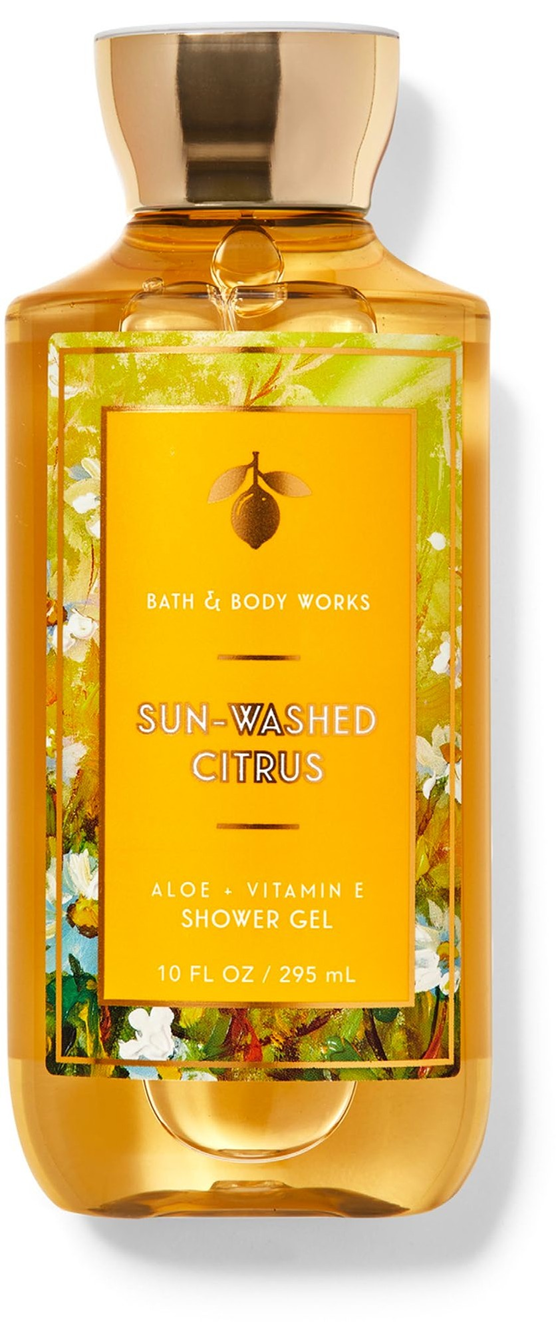 BATH & BODY WORKS
SUN-WASHED
CITRUS
ALOE + VITAMIN E
SHOWER GEL
10 FL OZ / 295 mL